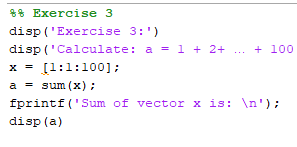 %% Exercise 3
disp('Exercise 3:')
disp('Calculate: a = 1 + 2+ ... + 100
x = [1:1:100];
a = sum(x);
fprintf('Sum of vector x is: \n');
disp(a)